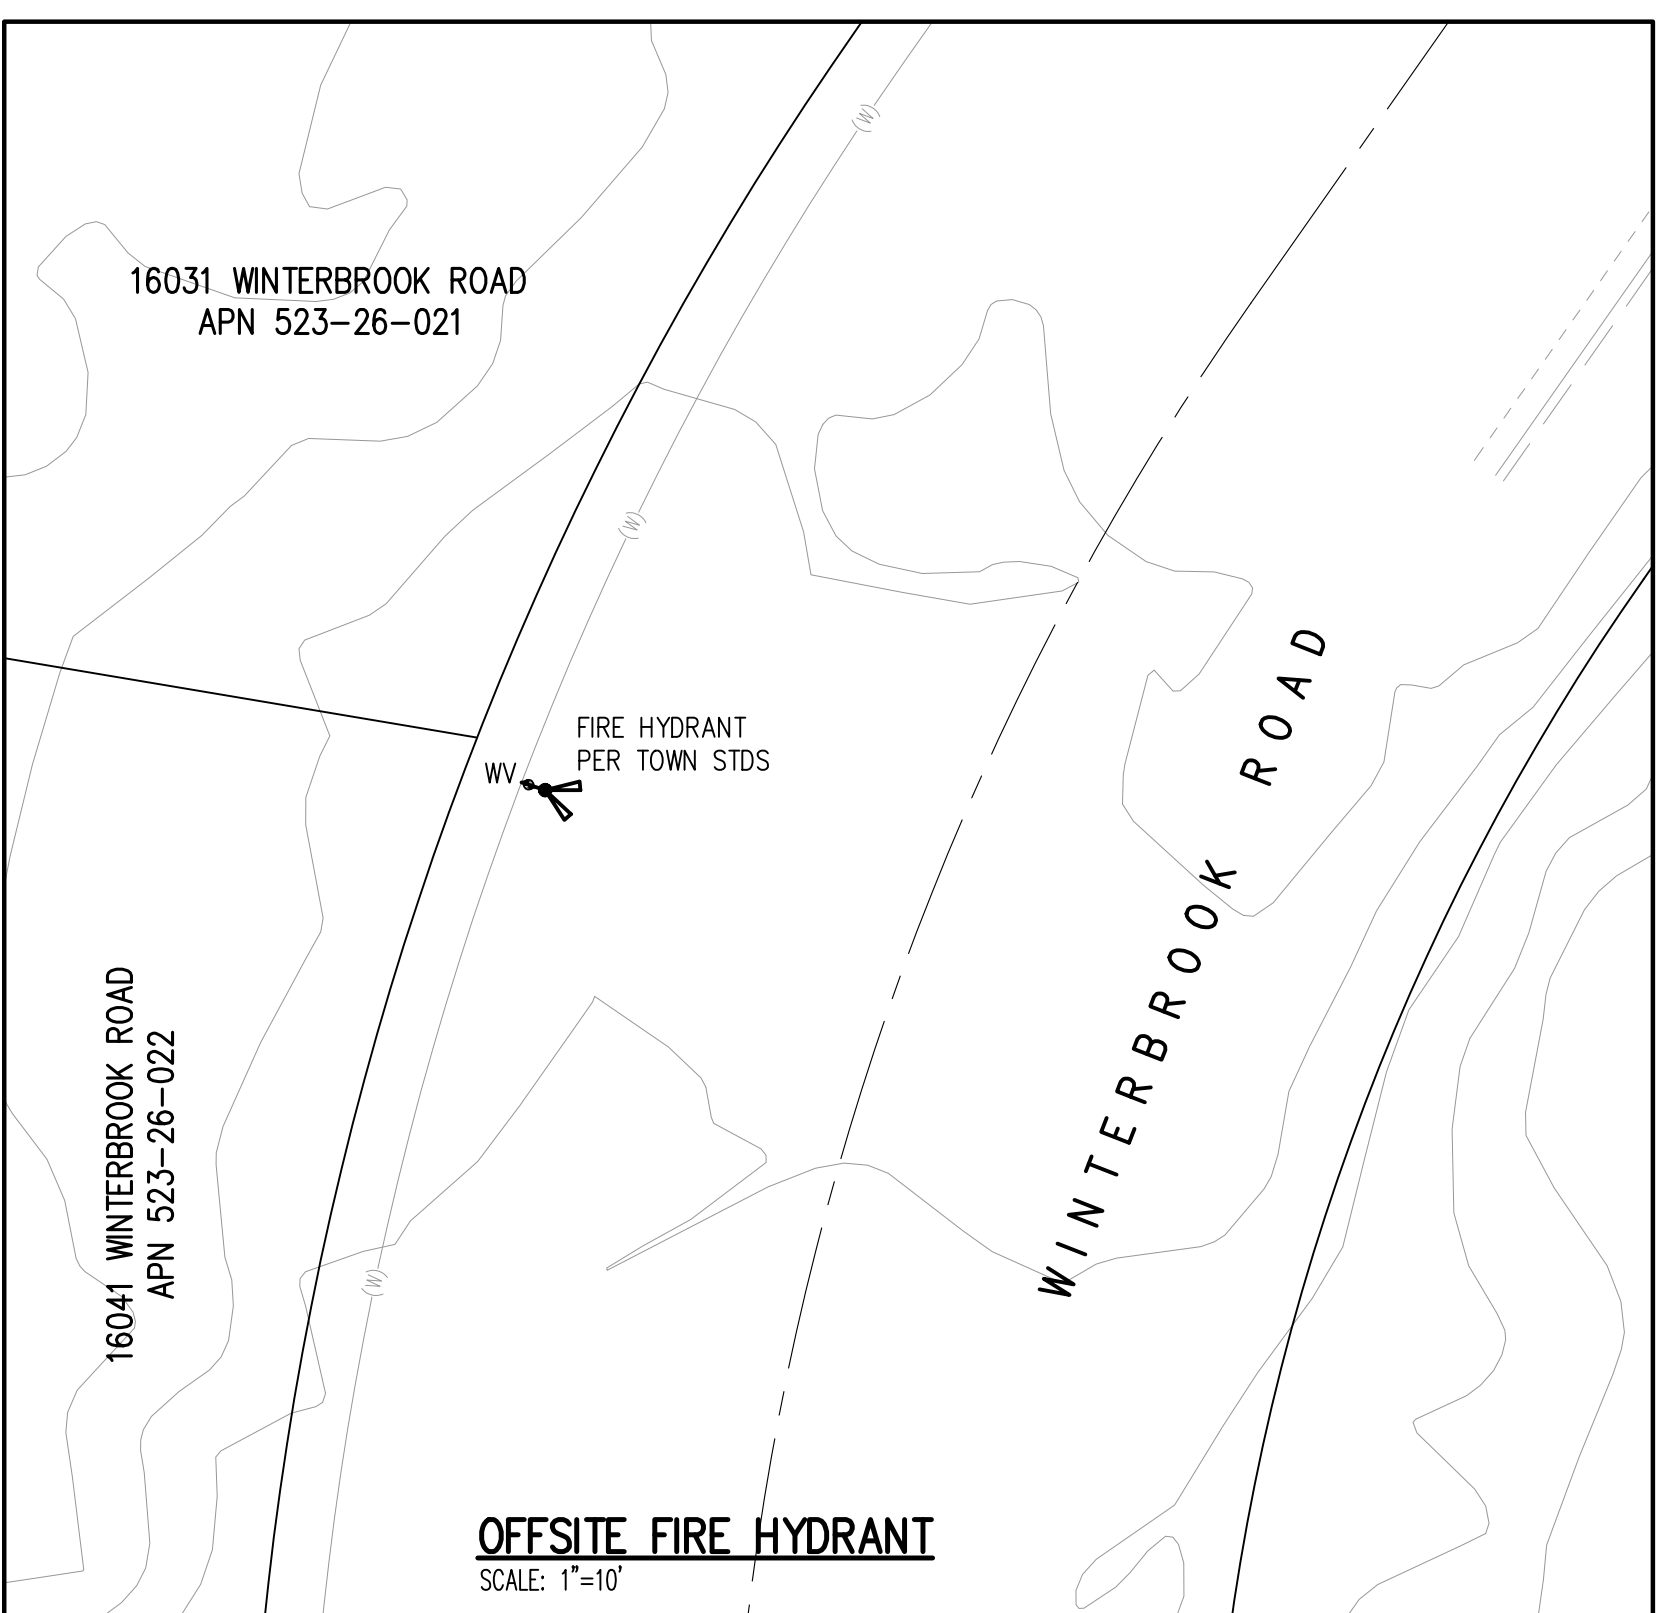 (W)
16031 WINTERBROOK ROAD
APN 523-26-021
(W)
FIRE HYDRANT
PER TOWN STDS
WV
WINTERBROOK ROAD
16041 WINTERBROOK ROAD
APN 523-26-022
(W)
OFFSITE FIRE HYDRANT
SCALE: 1"=10'